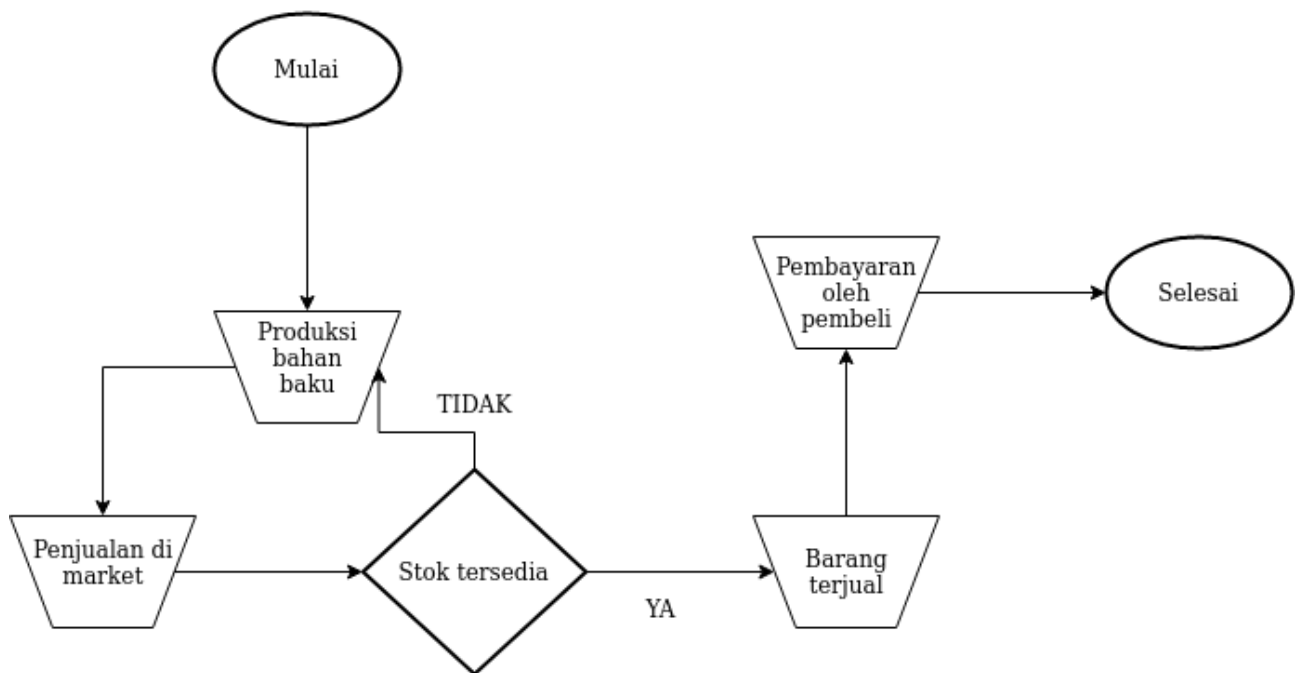 Mulai
Produksi
bahan
baku
TIDAK
Penjualan di
market
Stok tersedia
YA
Barang
terjual
Pembayaran
oleh
pembeli
Selesai